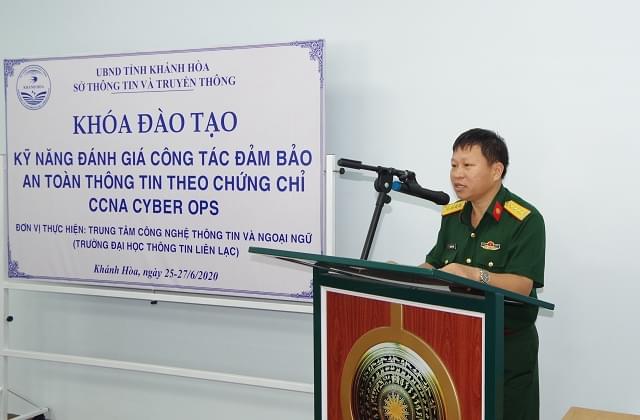 KHÁNH HÒA
UBND TỈNH KHÁNH HÒA
SỞ THÔNG TIN VÀ TRUYỀN THÔNG
KHÓA ĐÀO TẠO
KỸ NĂNG ĐÁNH GIÁ CÔNG TÁC ĐẢM BẢO
AN TOÀN THÔNG TIN THEO CHỨNG CHỈ
CCNA CYBER OPS
ĐƠN VỊ THỰC HIỆN: TRUNG TÂM CÔNG NGHỆ THÔNG TIN VÀ NGOẠI NGỮ
(TRƯỜNG ĐẠI HỌC THÔNG TIN LIÊN LẠC)
Khánh Hòa, ngày 25-27/6/2020